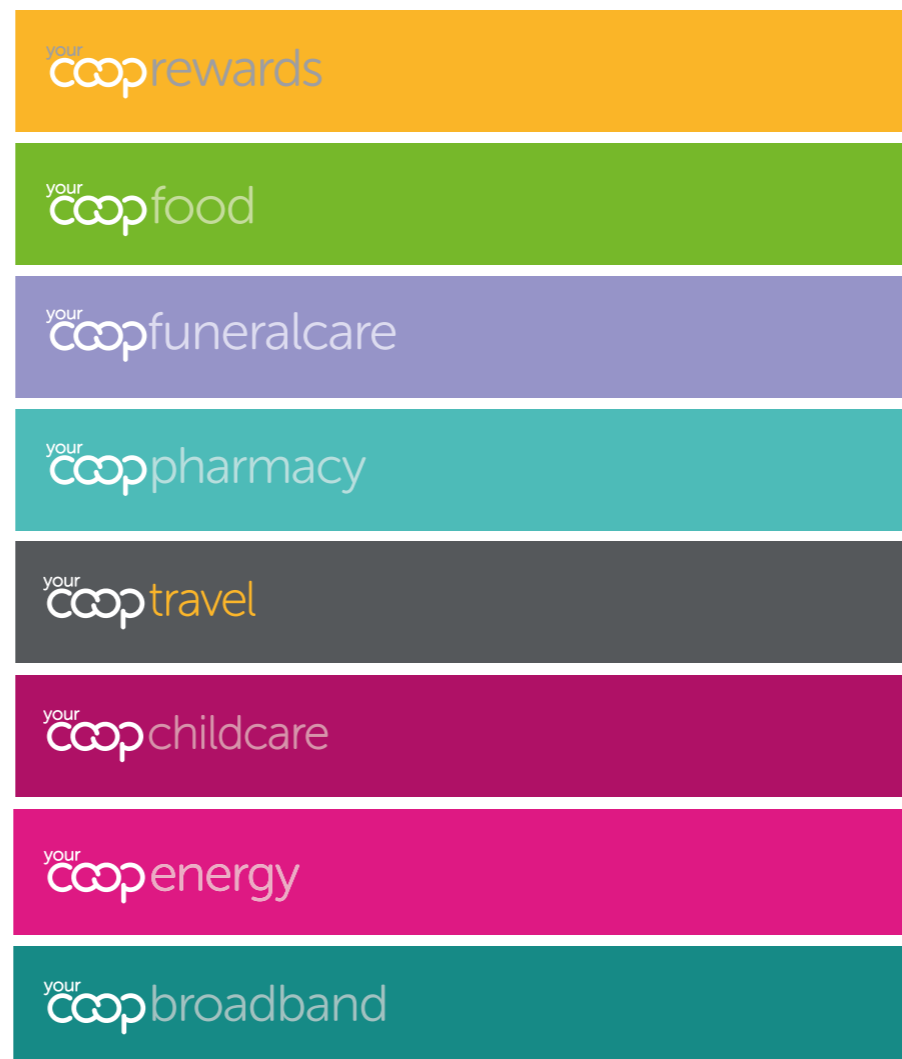 your
coop rewards
your
coop food
your
coop funeralcare
your
coop pharmacy
your
coop travel
your
coop childcare
your
coop energy
your
coop broadband